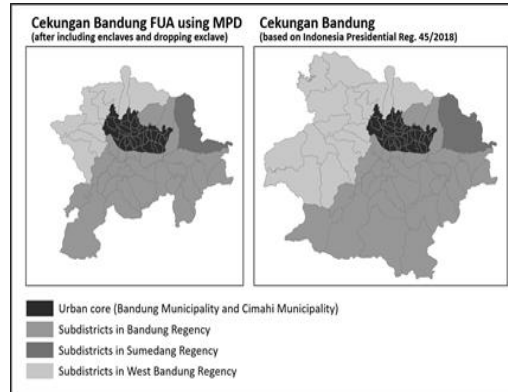 Cekungan Bandung FUA using MPD
(after including enclaves and dropping exclave)
Cekungan Bandung
(based on Indonesia Presidential Reg. 45/2018)
Urban core (Bandung Municipality and Cimahi Municipality)
Subdistricts in Bandung Regency
Subdistricts in Sumedang Regency
Subdistricts in West Bandung Regency